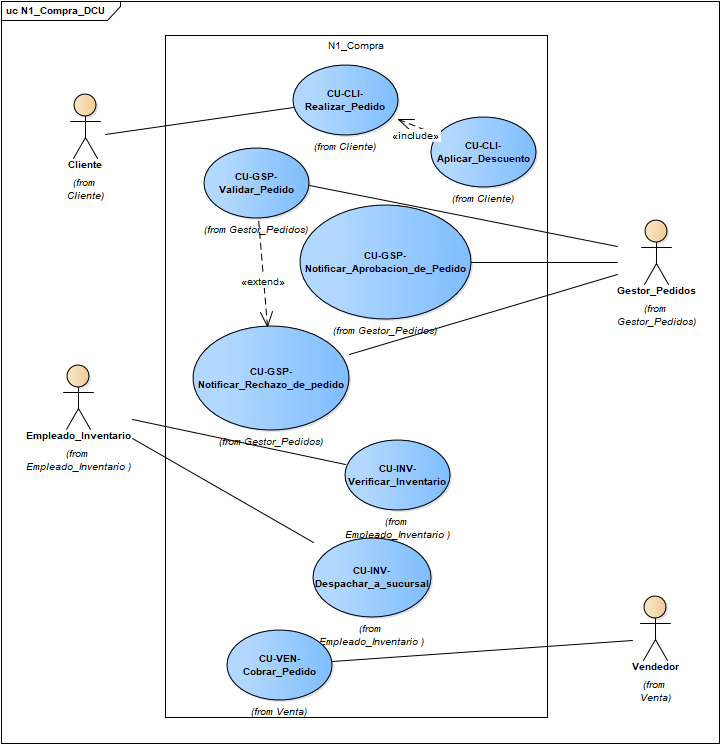 uc N1_Compra_DCU
N1_Compra
CU-CLI-
Realizar_Pedido
(from Cliente)
«include»
CU-CLI-
Aplicar_Descuento
(from Cliente)
Cliente
(from
Cliente)
CU-GSP-
Validar_Pedido
(from Gestor_Pedidos)
CU-GSP-
Notificar_Aprobacion_de_Pedido
(from Gestor_Pedidos)
«extend»
Gestor_Pedidos
(from
Gestor_Pedidos)
CU-GSP-
Notificar_Rechazo_de_pedido
(from Gestor_Pedidos)
Empleado_Inventario
(from
Empleado_Inventario )
CU-INV-
Verificar_Inventario
(from
Empleado_Inventario )
CU-INV-
Despachar_a_sucursal
(from
Empleado_Inventario )
CU-VEN-
Cobrar_Pedido
(from Venta)
Vendedor
(from
Venta)